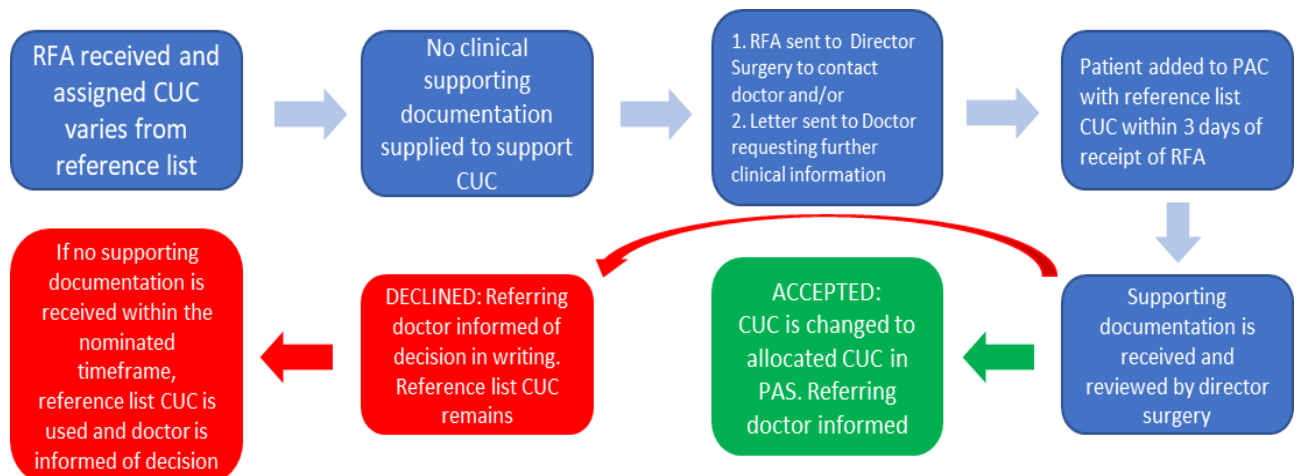 RFA received and
assigned CUC
varies from
reference list
No clinical
supporting
documentation
supplied to support
CUC
1. RFA sent to Director
Surgery to contact
doctor and/or
2. Letter sent to Doctor
requesting further
clinical information
Patient added to PAC
with reference list
CUC within 3 days of
receipt of RFA
Supporting
documentation is
received and
reviewed by director
surgery
ACCEPTED:
CUC is changed to
allocated CUC in
PAS. Referring
doctor informed
DECLINED: Referring
doctor informed of
decision in writing.
Reference list CUC
remains
If no supporting
documentation is
received within the
nominated
timeframe,
reference list CUC is
used and doctor is
informed of decision